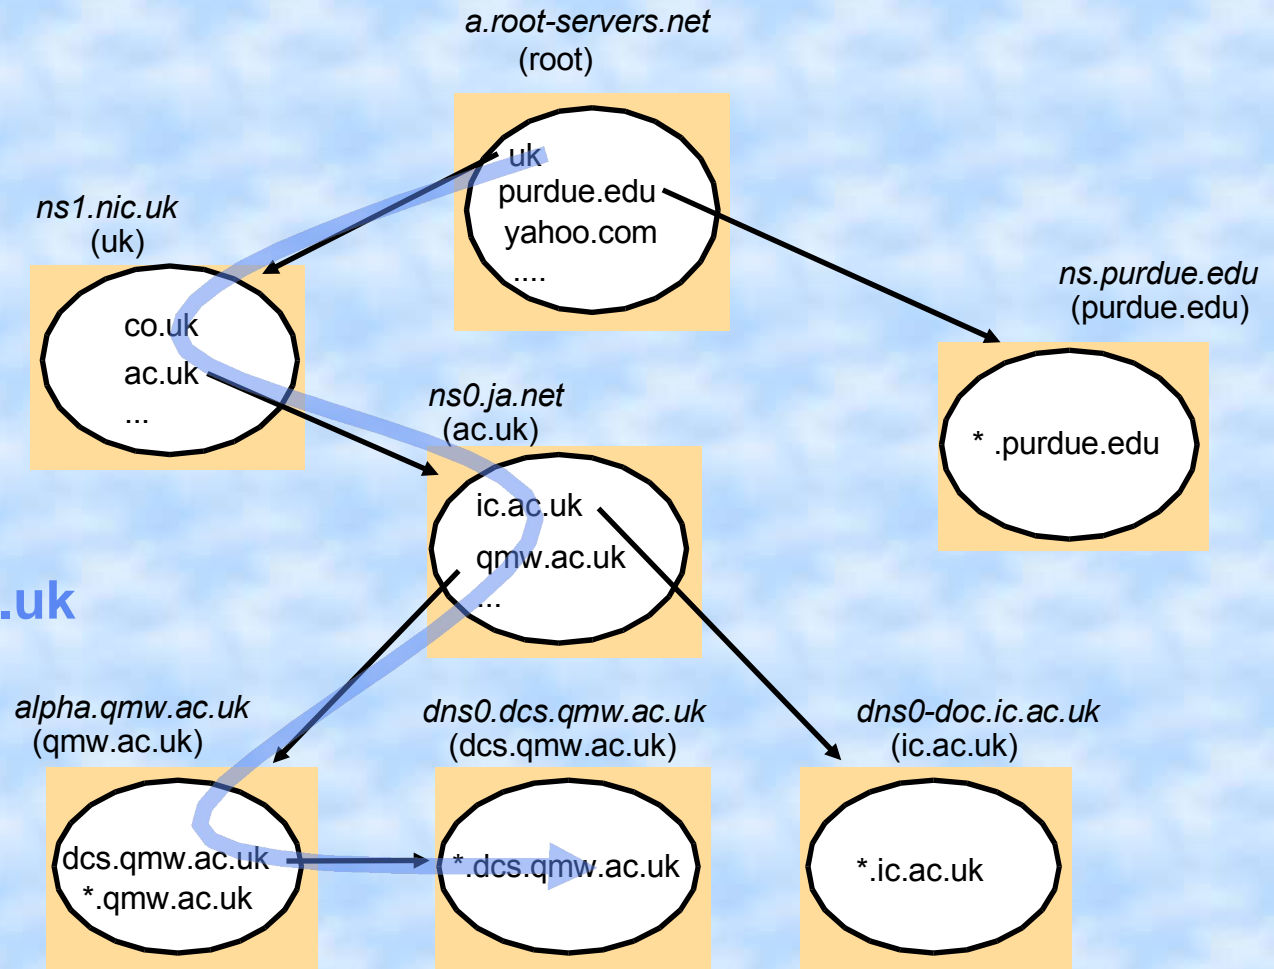 a.root-servers.net
(root)
uk
purdue.edu
yahoo.com
....
ns1.nic.uk
(uk)
co.uk
ac.uk
...
ns.purdue.edu
(purdue.edu)
* .purdue.edu
ns0.ja.net
(ac.uk)
ic.ac.uk
qmw.ac.uk
...
.uk
alpha.qmw.ac.uk
(qmw.ac.uk)
dcs.qmw.ac.uk
*.qmw.ac.uk
dns0.dcs.qmw.ac.uk
(dcs.qmw.ac.uk)
*.dcs.qmw.ac.uk
dns0-doc.ic.ac.uk
(ic.ac.uk)
*.ic.ac.uk